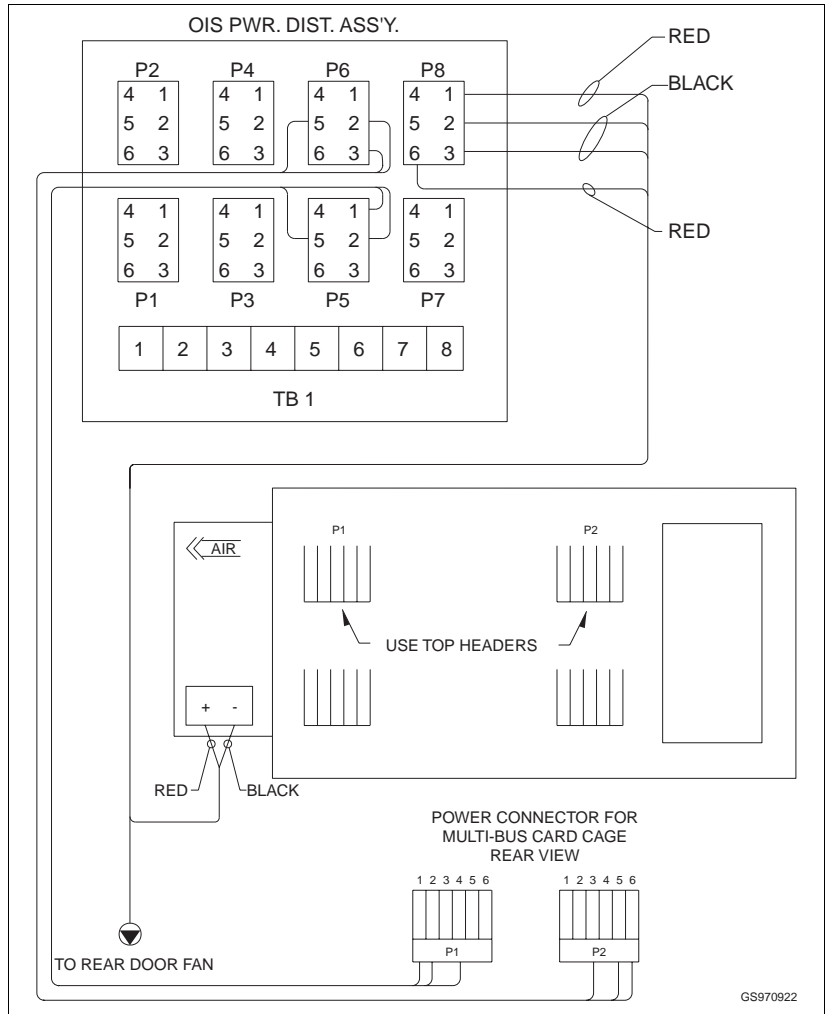 OIS PWR. DIST. ASS'Y.
RED
BLACK
P2 P4 P6 P8
4 1 4 1 4 1 4 1
5 2 5 2 5 2 5 2
6 3 6 3 6 3 6 3
RED
4 1 4 1 4 1 4 1
5 2 5 2 5 2 5 2
6 3 6 3 6 3 6 3
P1 P3 P5 P7
1 2 3 4 5 6 7 8
TB 1
P1 P2
AIR
USE TOP HEADERS
+ -
RED BLACK
POWER CONNECTOR FOR
MULTI-BUS CARD CAGE
REAR VIEW
1 2 3 4 5 6 1 2 3 4 5 6
P1 P2
TO REAR DOOR FAN
GS970922